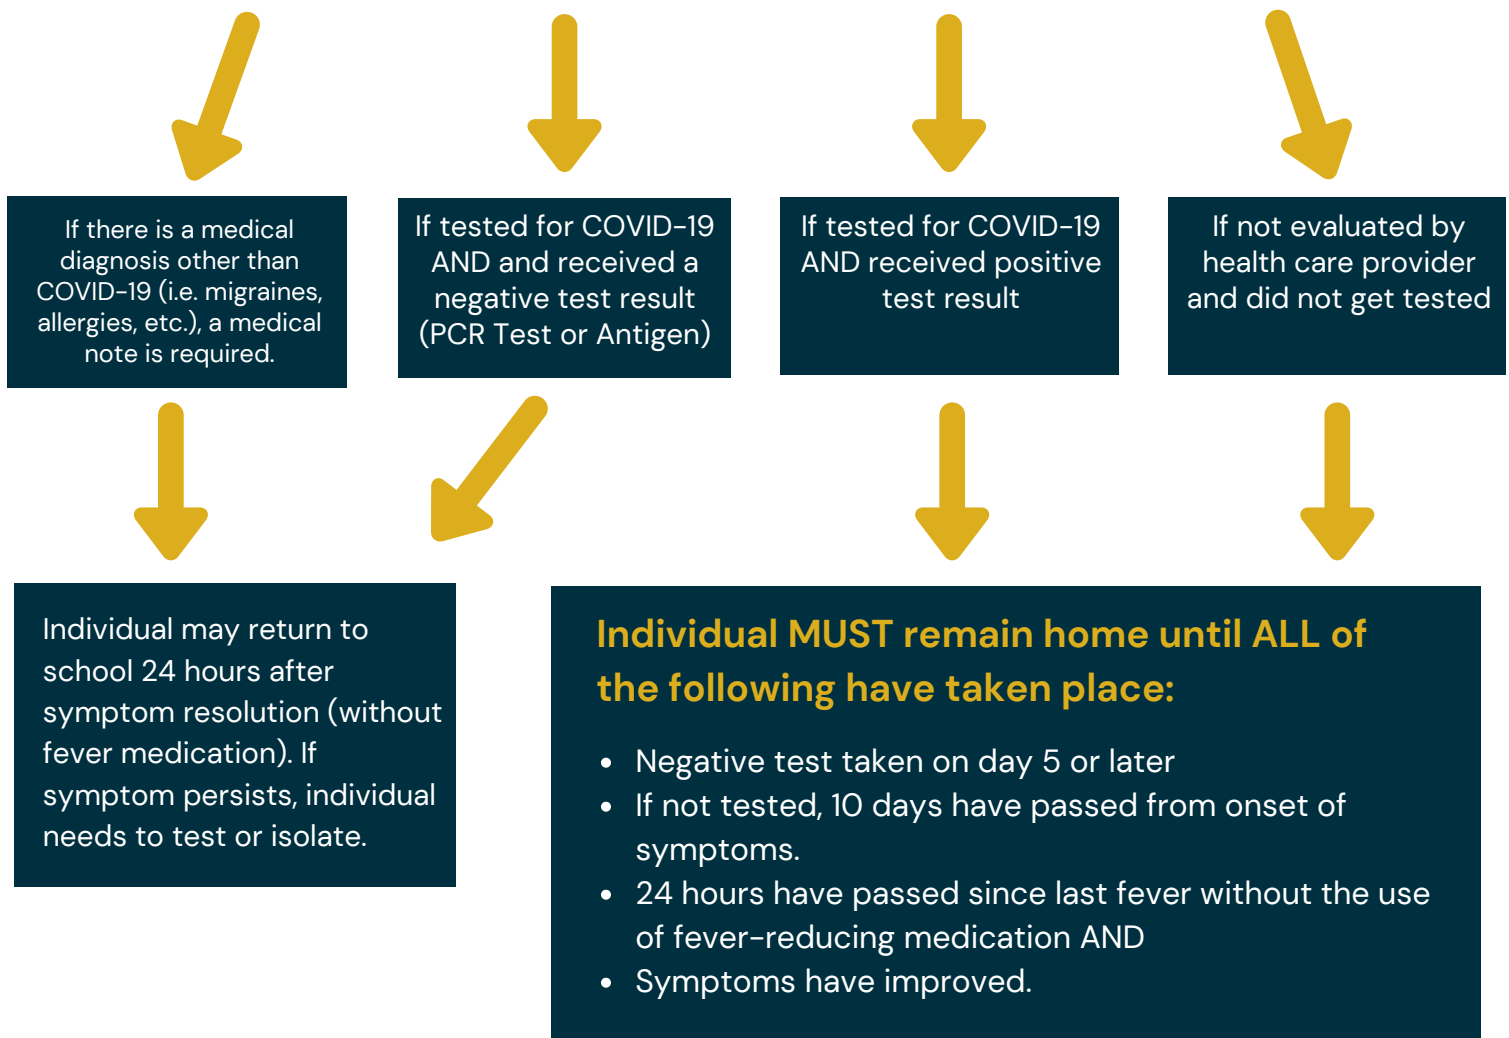 If there is a medical
diagnosis other than
COVID-19 (i.e. migraines,
allergies, etc.), a medical
note is required.
If tested for COVID-19
AND and received a
negative test result
(PCR Test or Antigen)
If tested for COVID-19
AND received positive
test result
If not evaluated by
health care provider
and did not get tested
Individual may return to
school 24 hours after
symptom resolution (without
fever medication). If
symptom persists, individual
needs to test or isolate.
Individual MUST remain home until ALL of
the following have taken place:
• Negative test taken on day 5 or later
• If not tested, 10 days have passed from onset of
symptoms.
• 24 hours have passed since last fever without the use
of fever-reducing medication AND
• Symptoms have improved.